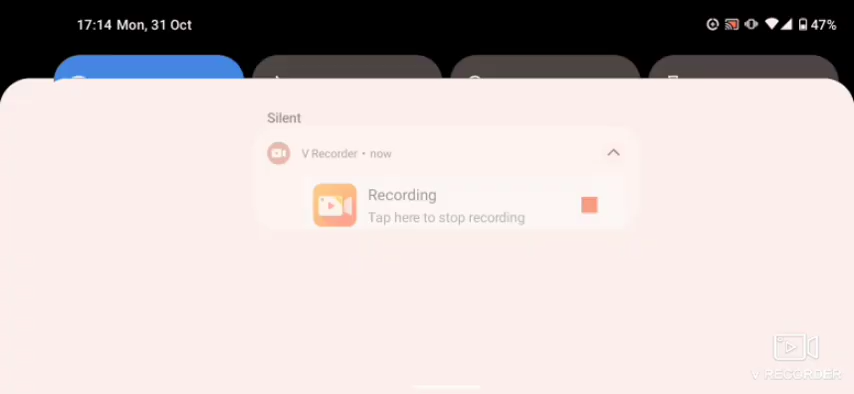 17:14 Mon, 31 Oct
47%
Silent
V Recorder • now
Recording
Tap here to stop recording
V RECORDER